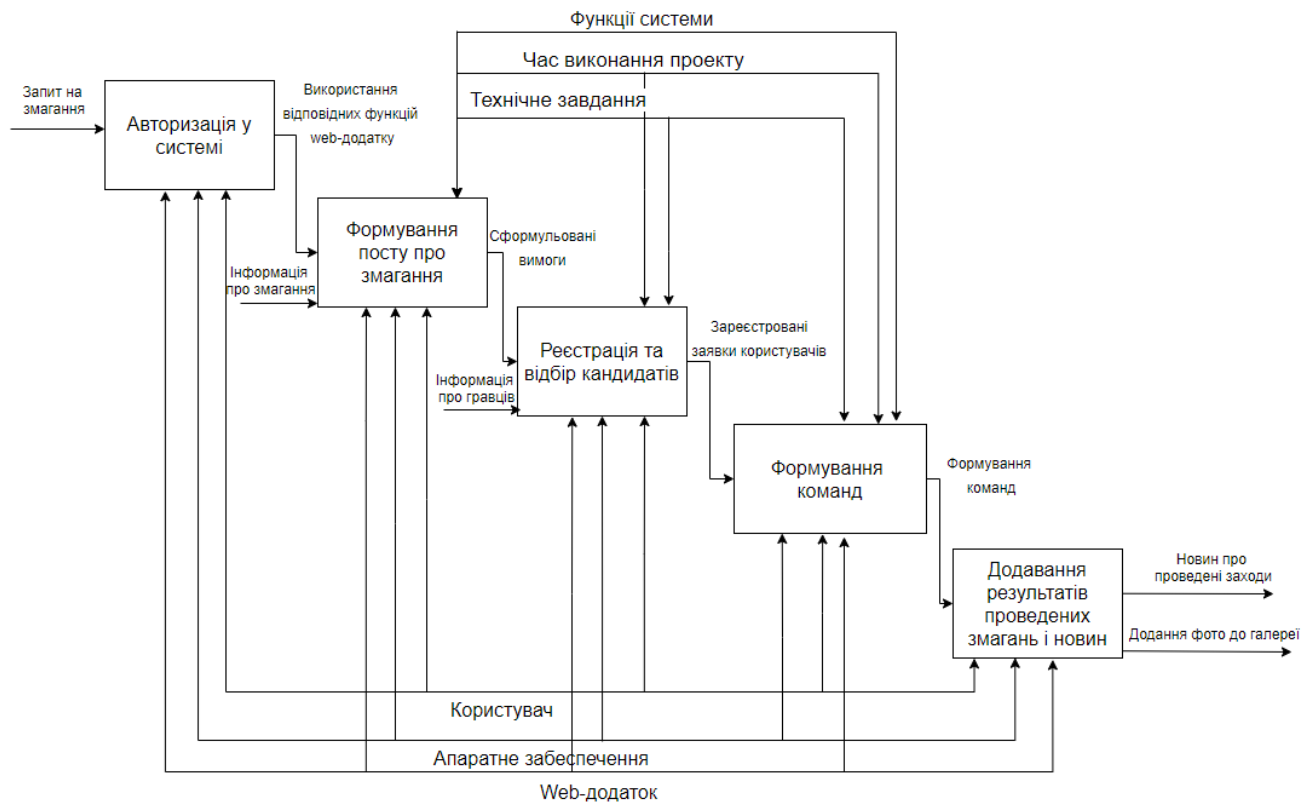 Функції системи
Час виконання проекту
Технічне завдання
Запит на
змагання
Авторизація у
системі
Використання
відповідних функцій
web-додатку
Формування
посту про
змагання
Інформація
про змагання
Сформульовані
вимоги
Реєстрація та
відбір кандидатів
Інформація
про гравців
Зареєстровані
заявки користувачів
Формування
команд
Формування
команд
Додавання
результатів
проведених
змагань і новин
Новин про
проведені заходи
Додання фото до галереї
Користувач
Апаратне забеспечення
Web-додаток